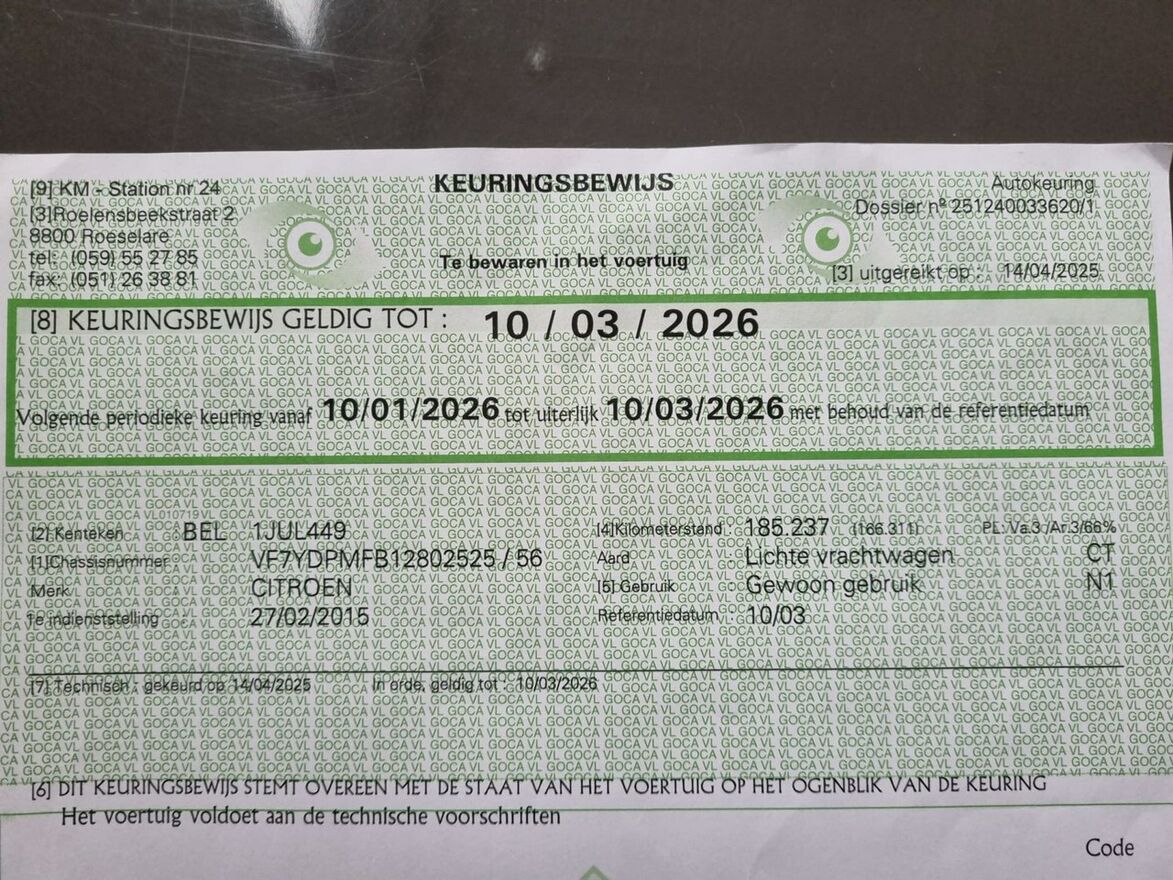 [9] KM - Station nr 24
[3]Roelensbeekstraat 2
8800 Roeselare
tel: (059) 55 27 85
fax: (051) 26 38 81
KEURINGSBEWIJS
Te bewaren in het voertuig
Autokeuring
Dossier nº 251240033620/1
[3] uitgereikt op : 14/04/2025
[8] KEURINGSBEWIJS GELDIG TOT : 10 / 03 / 2026
Volgende periodieke keuring vanaf 10/01/2026 tot uiterlijk 10/03/2026 met behoud van de referentiedatum
[2] Kenteken : BEL 1JUL449
[1]Chassisnummer : VF7YDPMFB12802525 / 56
Merk : CITROEN
1e indienststelling : 27/02/2015
[4]Kilometerstand : 185.237 (166.311) PL: Va.3 /Ar.3/66%
Aard : Lichte vrachtwagen CT
[5] Gebruik : Gewoon gebruik N1
Referentiedatum : 10/03
[7] Technisch : gekeurd op 14/04/2025 In orde, geldig tot : 10/03/2026
[6] DIT KEURINGSBEWIJS STEMT OVEREEN MET DE STAAT VAN HET VOERTUIG OP HET OGENBLIK VAN DE KEURING
Het voertuig voldoet aan de technische voorschriften
Code